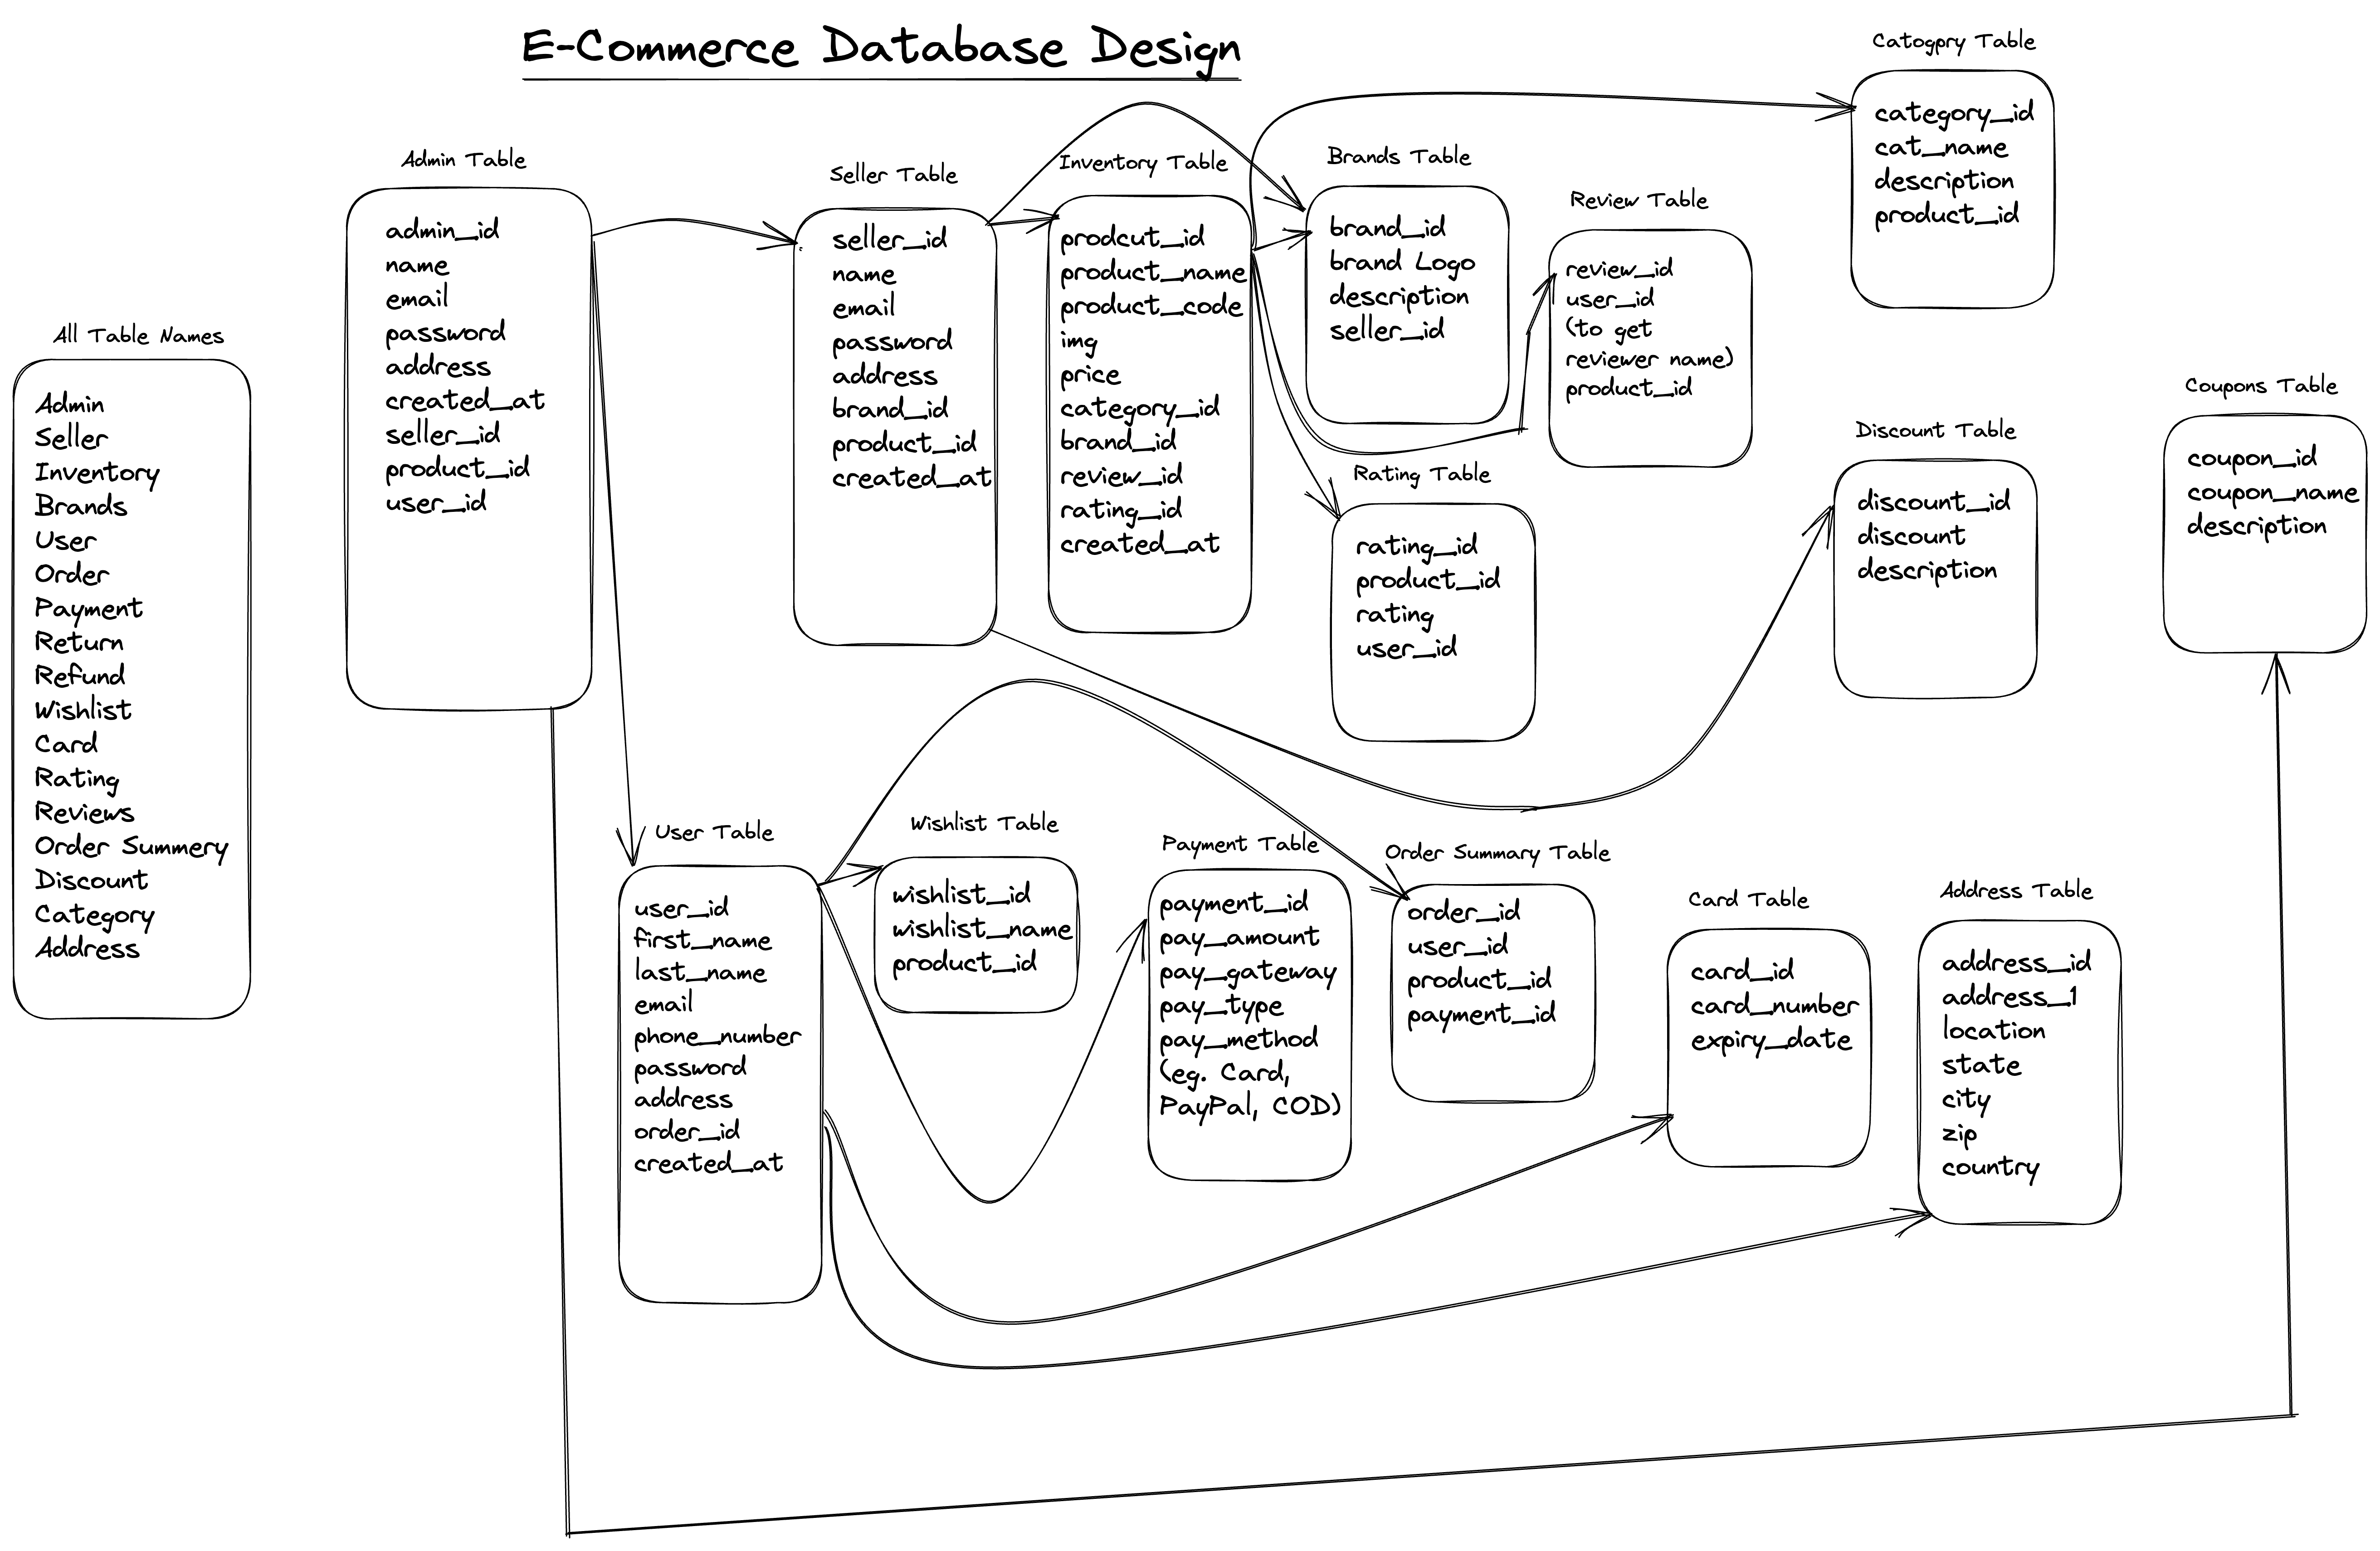 E-Commerce Database Design
All Table Names
Admin
Seller
Inventory
Brands
User
Order
Payment
Return
Refund
Wishlist
Card
Rating
Reviews
Order Summery
Discount
Category
Address
Admin Table
admin_id
name
email
password
address
created_at
seller_id
product_id
user_id
Seller Table
seller_id
name
email
password
address
brand_id
product_id
created_at
Inventory Table
prodcut_id
product_name
product_code
img
price
category_id
brand_id
review_id
rating_id
created_at
Brands Table
brand_id
brand Logo
description
seller_id
Review Table
review_id
user_id
(to get
reviewer name)
product_id
Catogpry Table
category_id
cat_name
description
product_id
Rating Table
rating_id
product_id
rating
user_id
Discount Table
discount_id
discount
description
Coupons Table
coupon_id
coupon_name
description
User Table
user_id
first_name
last_name
email
phone_number
password
address
order_id
created_at
Wishlist Table
wishlist_id
wishlist_name
product_id
Payment Table
payment_id
pay_amount
pay_gateway
pay_type
pay_method
(eg. Card,
PayPal, COD)
Order Summary Table
order_id
user_id
product_id
payment_id
Card Table
card_id
card_number
expiry_date
Address Table
address_id
address_1
location
state
city
zip
country